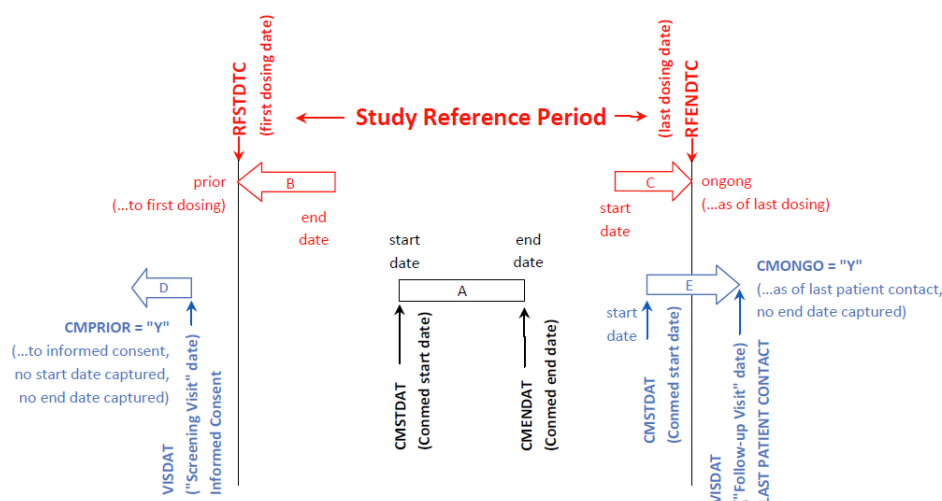 RFSTDTC
(first dosing date)
Study Reference Period
(last dosing date)
RFENDTC
prior
(...to first dosing)
B
end
date
C
start
date
ongong
(...as of last dosing)
start
date
end
date
A
D
CMPRIOR = "Y"
(...to informed consent,
no start date captured,
no end date captured)
VISDAT
("Screening Visit" date)
Informed Consent
CMSTDAT
(Conmed start date)
CMENDAT
(Conmed end date)
E
start
date
CMONGO = "Y"
(...as of last patient contact,
no end date captured)
CMSTDAT
(Conmed start date)
VISDAT
("Follow-up Visit" date)
LAST PATIENT CONTACT